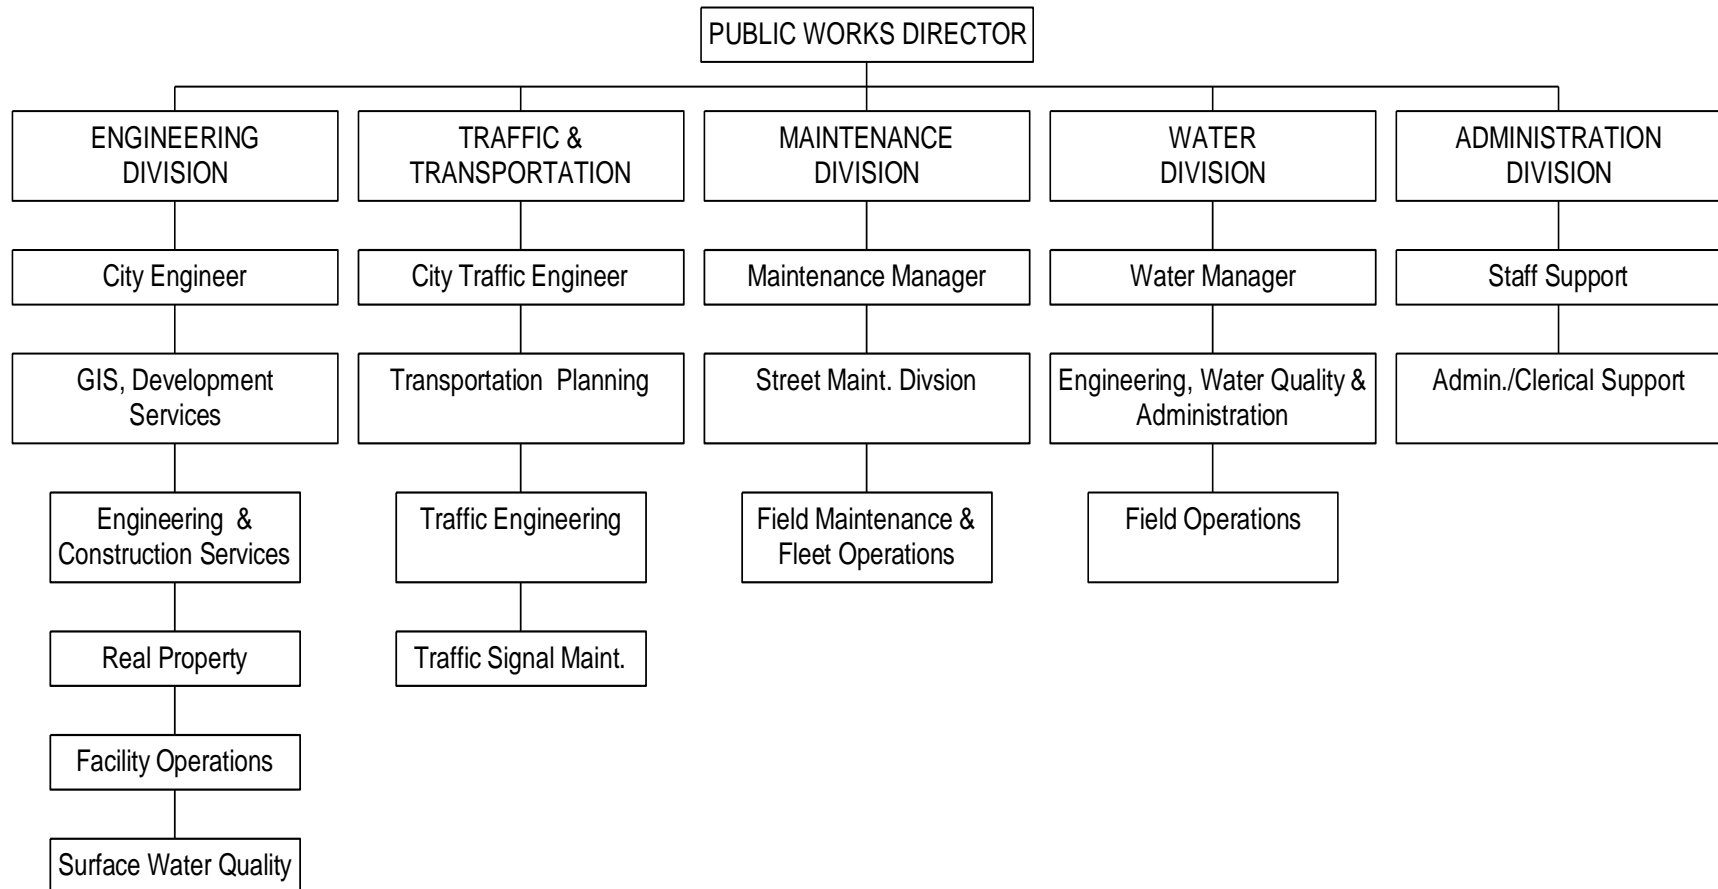 PUBLIC WORKS DIRECTOR
ENGINEERING
DIVISION
TRAFFIC &
TRANSPORTATION
MAINTENANCE
DIVISION
WATER
DIVISION
ADMINISTRATION
DIVISION
City Engineer
City Traffic Engineer
Maintenance Manager
Water Manager
Staff Support
GIS, Development
Services
Transportation Planning
Street Maint. Divsion
Engineering, Water Quality &
Administration
Admin./Clerical Support
Engineering &
Construction Services
Traffic Engineering
Field Maintenance &
Fleet Operations
Field Operations
Real Property
Traffic Signal Maint.
Facility Operations
Surface Water Quality